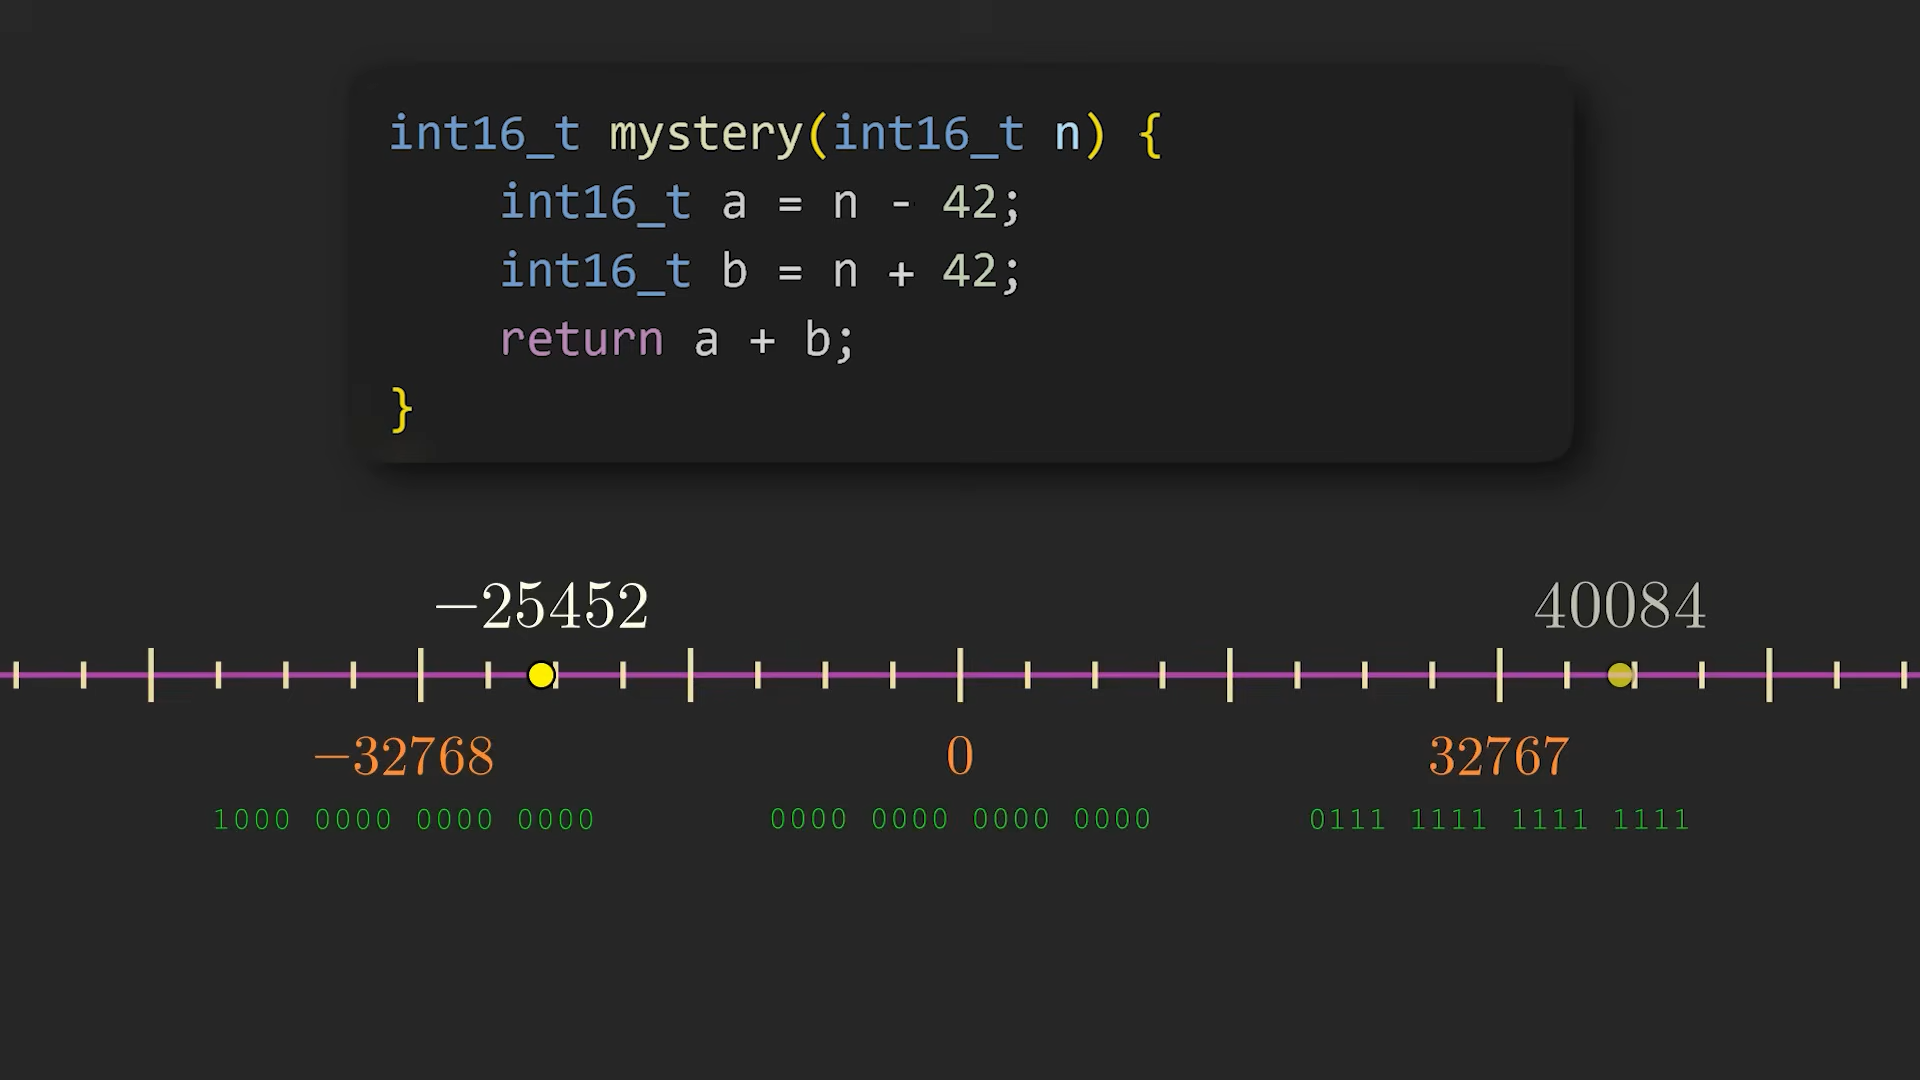 int16_t mystery(int16_t n) {
    int16_t a = n - 42;
    int16_t b = n + 42;
    return a + b;
}
−25452 40084
−32768 0 32767
1000 0000 0000 0000 0000 0000 0000 0000 0111 1111 1111 1111